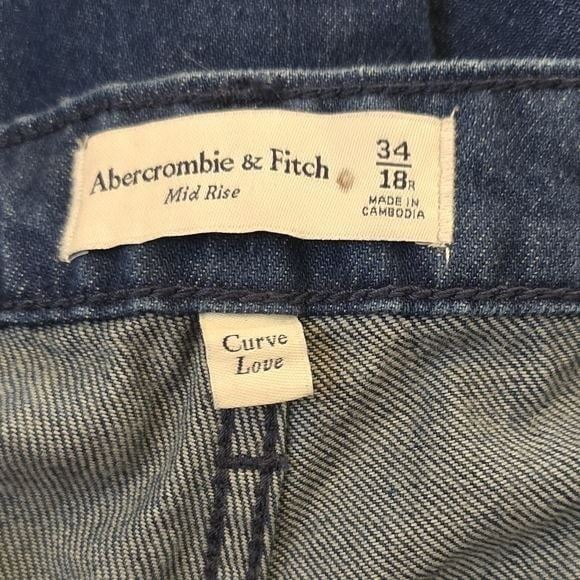 Abercrombie & Fitch
Mid Rise
34
18R
MADE IN
CAMBODIA
Curve
Love